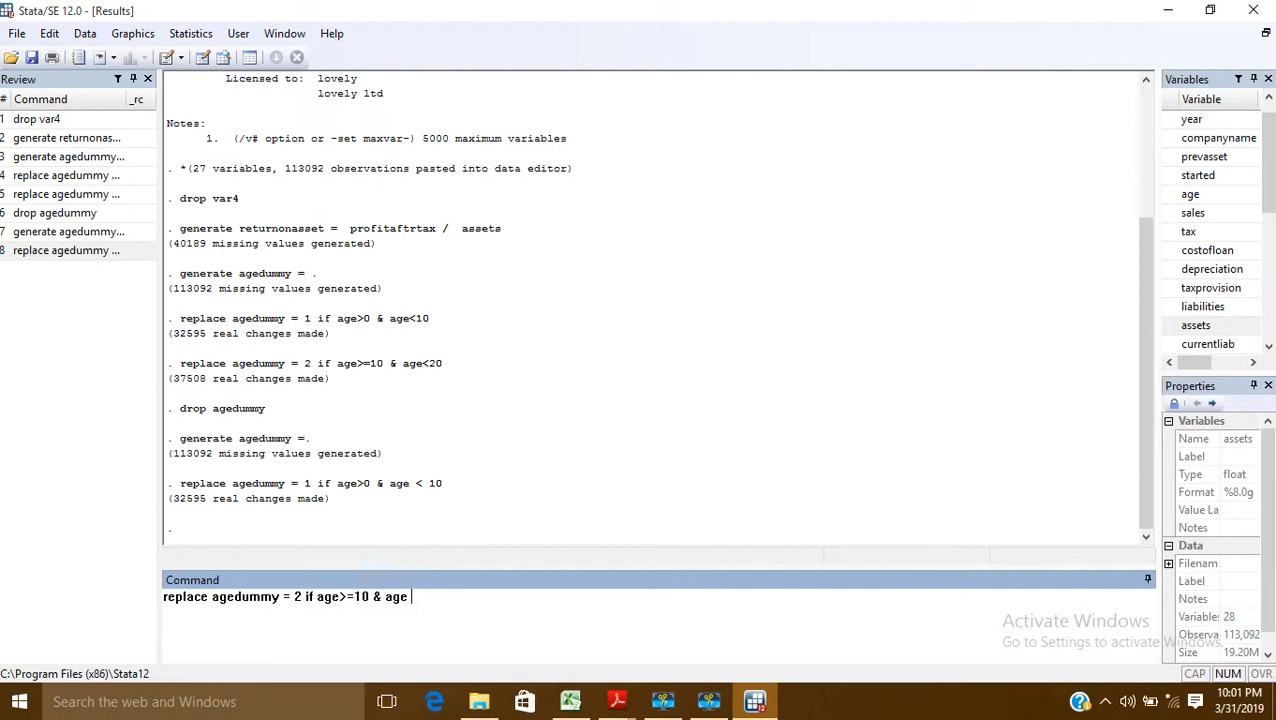 Stata/SE 12.0 - [Results]
File Edit Data Graphics Statistics User Window Help
Review
# Command _rc
1 drop var4
2 generate returnonas...
3 generate agedummy...
4 replace agedummy ...
5 replace agedummy ...
6 drop agedummy
7 generate agedummy...
8 replace agedummy ...
Licensed to: lovely
lovely ltd
Notes:
1. (/v# option or -set maxvar-) 5000 maximum variables
. *(27 variables, 113092 observations pasted into data editor)
. drop var4
. generate returnonasset = profitaftrtax / assets
(40189 missing values generated)
. generate agedummy = .
(113092 missing values generated)
. replace agedummy = 1 if age>0 & age<10
(32595 real changes made)
. replace agedummy = 2 if age>=10 & age<20
(37508 real changes made)
. drop agedummy
. generate agedummy =.
(113092 missing values generated)
. replace agedummy = 1 if age>0 & age < 10
(32595 real changes made)
.
Command
replace agedummy = 2 if age>=10 & age
Variables
Variable
year
companyname
prevasset
started
age
sales
tax
costofloan
depreciation
taxprovision
liabilities
assets
currentliab
Properties
Variables
Name assets
Label
Type float
Format %8.0g
Value La
Notes
Data
Filenam
Label
Notes
Variables 28
Observa 113,092
Size 19.20M
Activate Windows
Go to Settings to activate Windows.
C:\Program Files (x86)\Stata12
CAP NUM OVR
Search the web and Windows
10:01 PM
3/31/2019